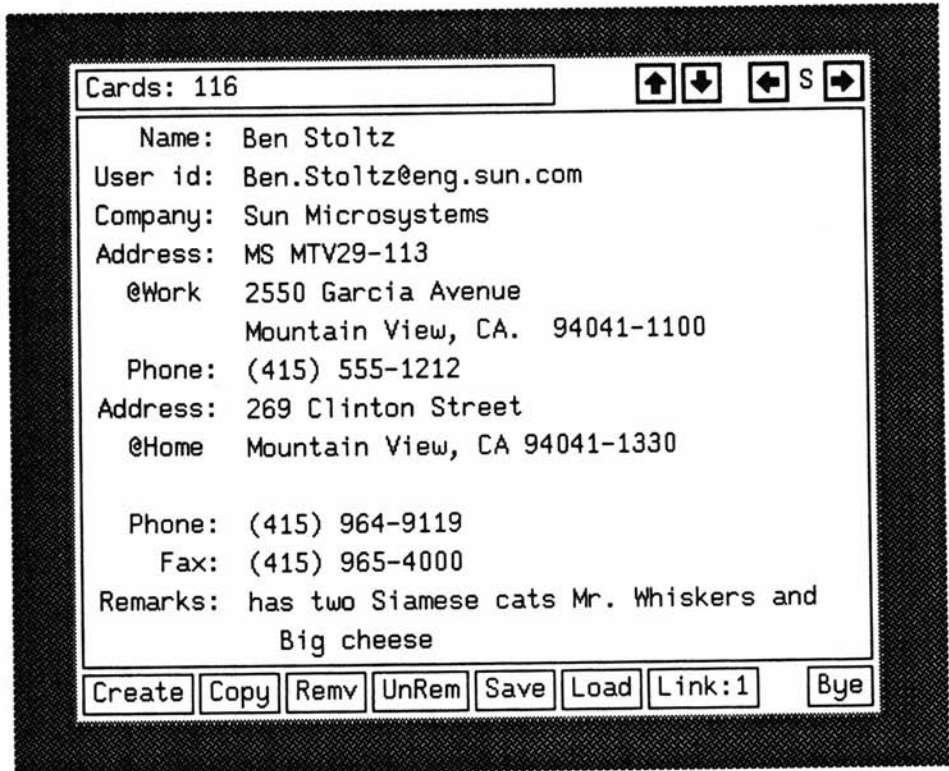 Cards: 116 S
Name: Ben Stoltz
User id: Ben.Stoltz@eng.sun.com
Company: Sun Microsystems
Address: MS MTV29-113
@Work 2550 Garcia Avenue
Mountain View, CA. 94041-1100
Phone: (415) 555-1212
Address: 269 Clinton Street
@Home Mountain View, CA 94041-1330
Phone: (415) 964-9119
Fax: (415) 965-4000
Remarks: has two Siamese cats Mr. Whiskers and
Big cheese
Create Copy Remv UnRem Save Load Link:1 Bye